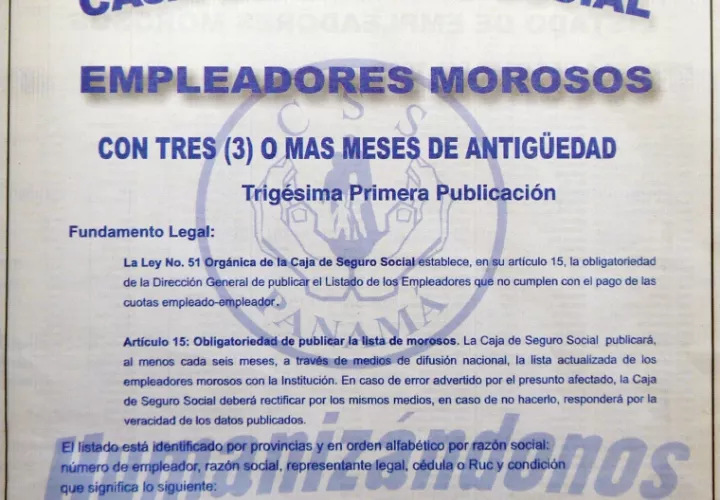 EMPLEADORES MOROSOS
CON TRES (3) O MAS MESES DE ANTIGÜEDAD
Trigésima Primera Publicación
Fundamento Legal:
La Ley No. 51 Orgánica de la Caja de Seguro Social establece, en su artículo 15, la obligatoriedad
de la Dirección General de publicar el Listado de los Empleadores que no cumplen con el pago de las
cuotas empleado-empleador.
Artículo 15: Obligatoriedad de publicar la lista de morosos. La Caja de Seguro Social publicará,
al menos cada seis meses, a través de medios de difusión nacional, la lista actualizada de los
empleadores morosos con la Institución. En caso de error advertido por el presunto afectado, la Caja
de Seguro Social deberá rectificar por los mismos medios, en caso de no hacerlo, responderá por la
veracidad de los datos publicados.
El listado está identificado por provincias y en orden alfabético por razón social:
número de empleador, razón social, representante legal, cédula o Ruc y condición
que significa lo siguiente:
CSS
PANAMÁ
Humanizándonos